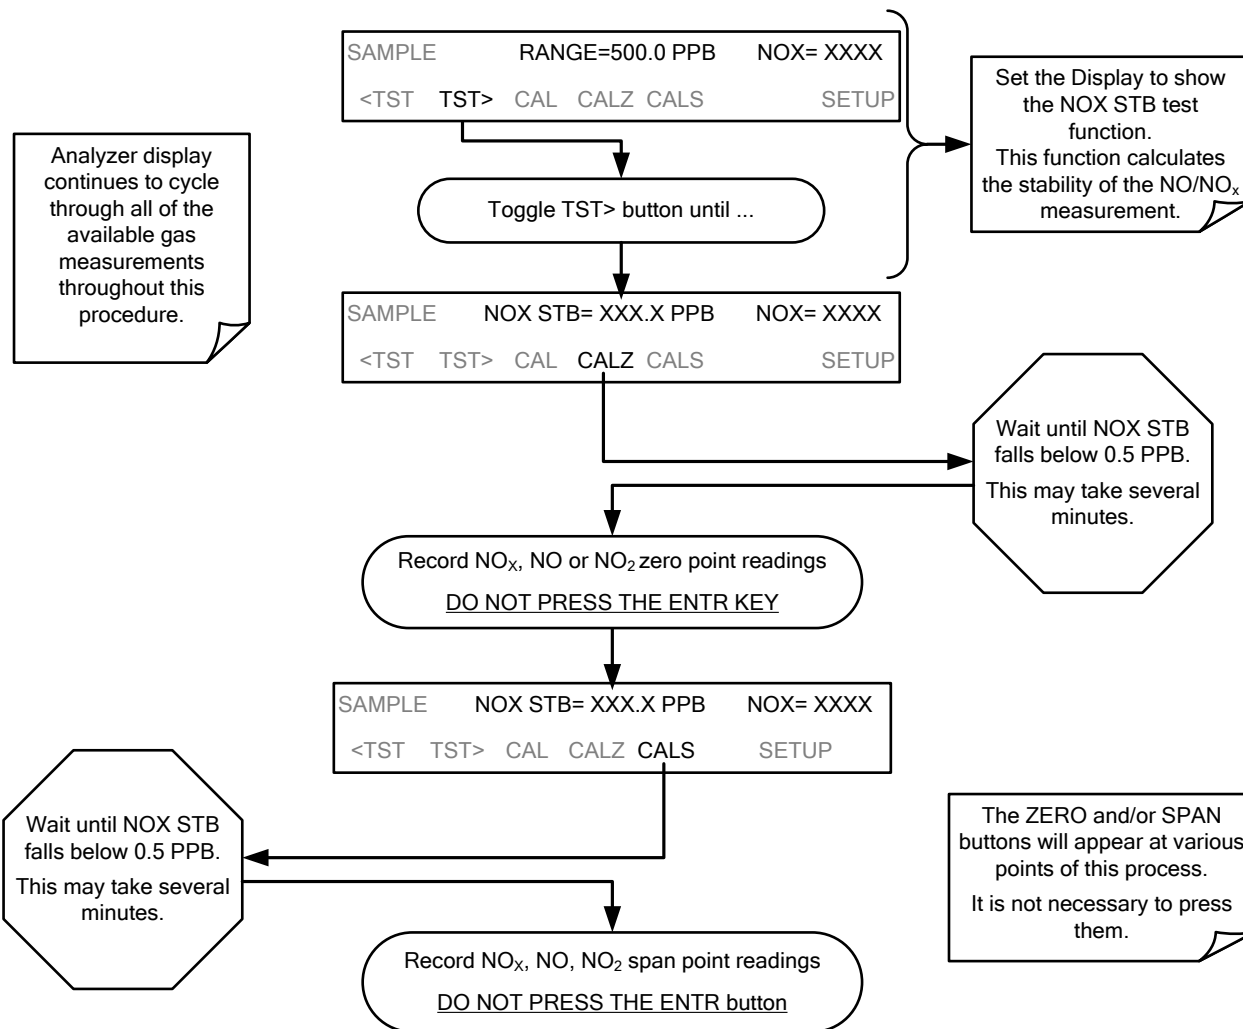 SAMPLE RANGE=500.0 PPB NOX= XXXX
<TST TST> CAL CALZ CALS SETUP
Set the Display to show
the NOX STB test
function.
This function calculates
the stability of the NO/NOₓ
measurement.
Analyzer display
continues to cycle
through all of the
available gas
measurements
throughout this
procedure.
Toggle TST> button until ...
SAMPLE NOX STB= XXX.X PPB NOX= XXXX
<TST TST> CAL CALZ CALS SETUP
Wait until NOX STB
falls below 0.5 PPB.
This may take several
minutes.
Record NOX, NO or NO₂ zero point readings
DO NOT PRESS THE ENTR KEY
SAMPLE NOX STB= XXX.X PPB NOX= XXXX
<TST TST> CAL CALZ CALS SETUP
Wait until NOX STB
falls below 0.5 PPB.
This may take several
minutes.
The ZERO and/or SPAN
buttons will appear at various
points of this process.
It is not necessary to press
them.
Record NOX, NO, NO₂ span point readings
DO NOT PRESS THE ENTR button